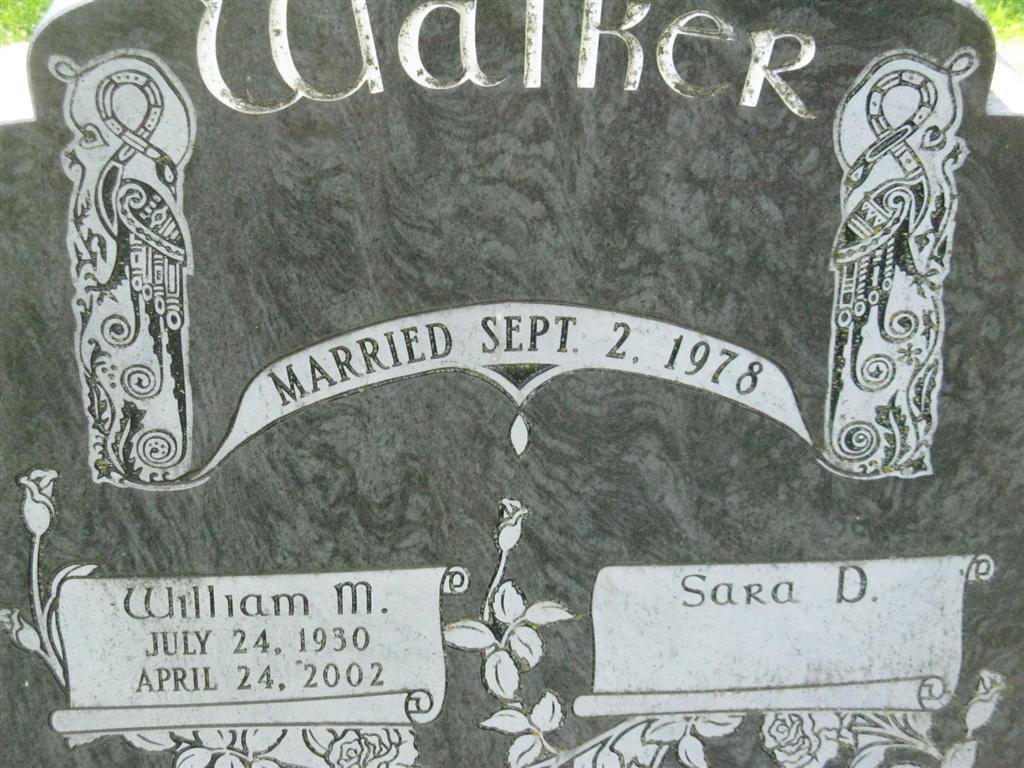 Walker
MARRIED SEPT. 2, 1978
William M.
JULY 24, 1930
APRIL 24, 2002
Sara D.